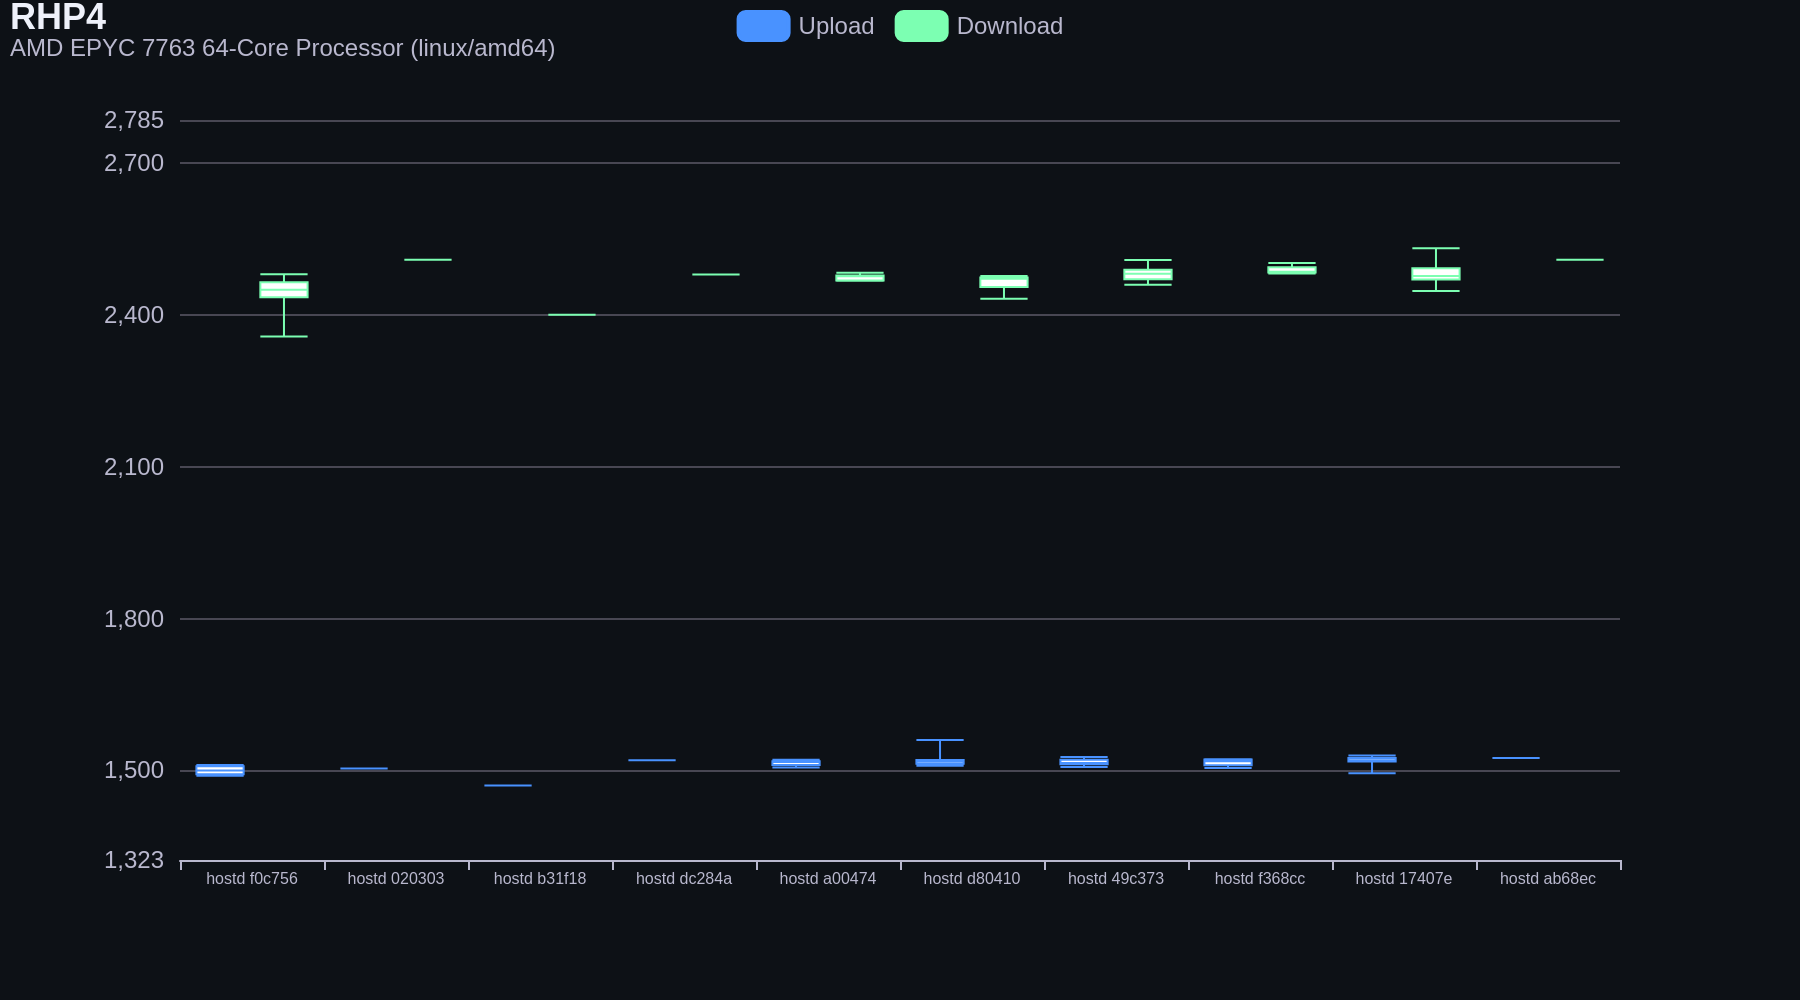 RHP4
AMD EPYC 7763 64-Core Processor (linux/amd64)
Upload Download
2,785
2,700
2,400
2,100
1,800
1,500
1,323
hostd f0c756 hostd 020303 hostd b31f18 hostd dc284a hostd a00474 hostd d80410 hostd 49c373 hostd f368cc hostd 17407e hostd ab68ec